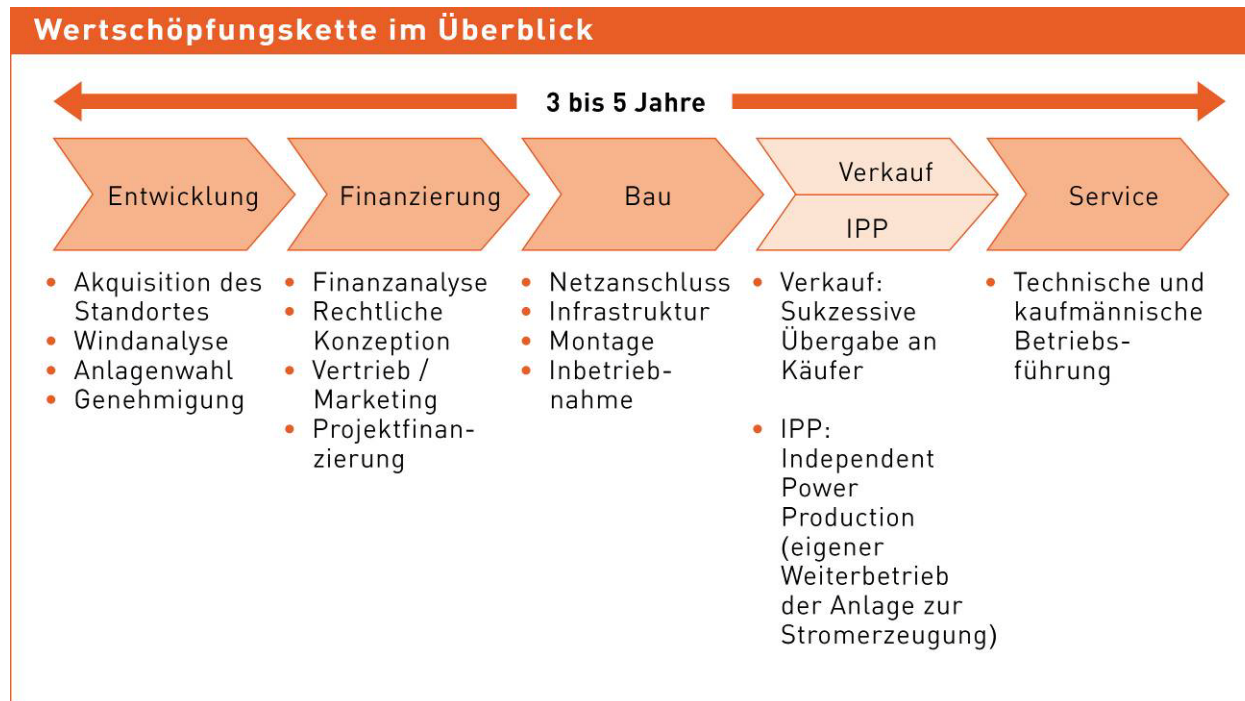 Wertschöpfungskette im Überblick
3 bis 5 Jahre
Entwicklung
Finanzierung
Bau
Verkauf
IPP
Service
• Akquisition des
Standortes
• Windanalyse
• Anlagenwahl
• Genehmigung
• Finanzanalyse
• Rechtliche
Konzeption
• Vertrieb /
Marketing
• Projektfinan-
zierung
• Netzanschluss
• Infrastruktur
• Montage
• Inbetrieb-
nahme
• Verkauf:
Sukzessive
Übergabe an
Käufer
• IPP:
Independent
Power
Production
(eigener
Weiterbetrieb
der Anlage zur
Stromerzeugung)
• Technische und
kaufmännische
Betriebs-
führung